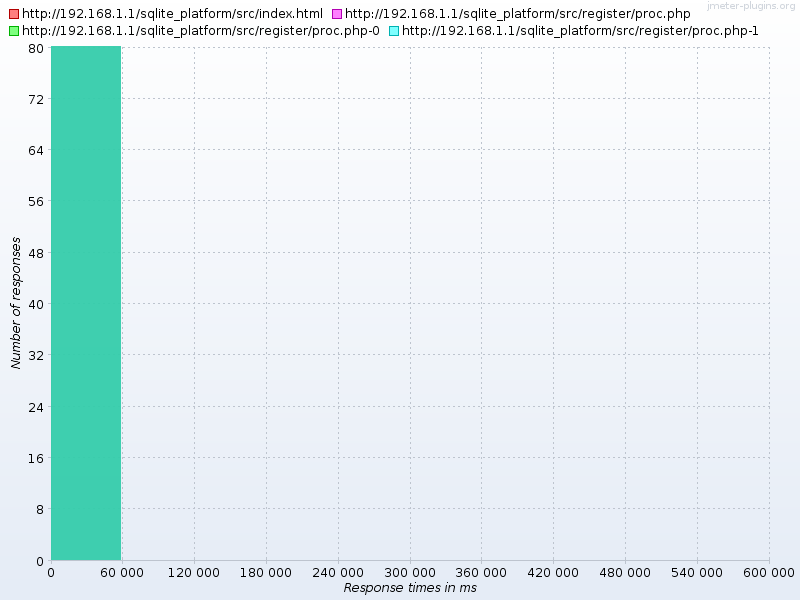 jmeter-plugins.org
http://192.168.1.1/sqlite_platform/src/index.html http://192.168.1.1/sqlite_platform/src/register/proc.php
http://192.168.1.1/sqlite_platform/src/register/proc.php-0 http://192.168.1.1/sqlite_platform/src/register/proc.php-1
80
72
64
56
48
40
32
24
16
8
0
Number of responses
0 60 000 120 000 180 000 240 000 300 000 360 000 420 000 480 000 540 000 600 000
Response times in ms